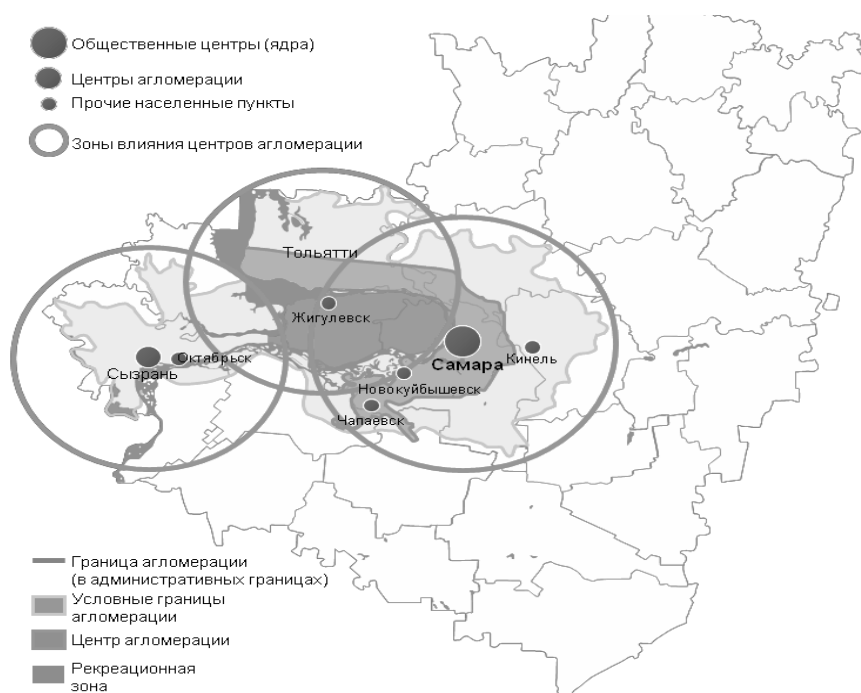 Общественные центры (ядра)
Центры агломерации
Прочие населенные пункты
Зоны влияния центров агломерации
Тольятти
Жигулевск
Октябрьск
Сызрань
Самара
Кинель
Новокуйбышевск
Чапаевск
Граница агломерации
(в административных границах)
Условные границы
агломерации
Центр агломерации
Рекреационная
зона